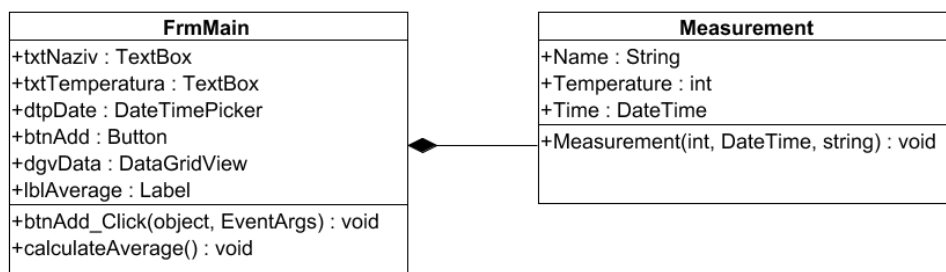 FrmMain
+txtNaziv : TextBox
+txtTemperatura : TextBox
+dtpDate : DateTimePicker
+btnAdd : Button
+dgvData : DataGridView
+lblAverage : Label
+btnAdd_Click(object, EventArgs) : void
+calculateAverage() : void
Measurement
+Name : String
+Temperature : int
+Time : DateTime
+Measurement(int, DateTime, string) : void